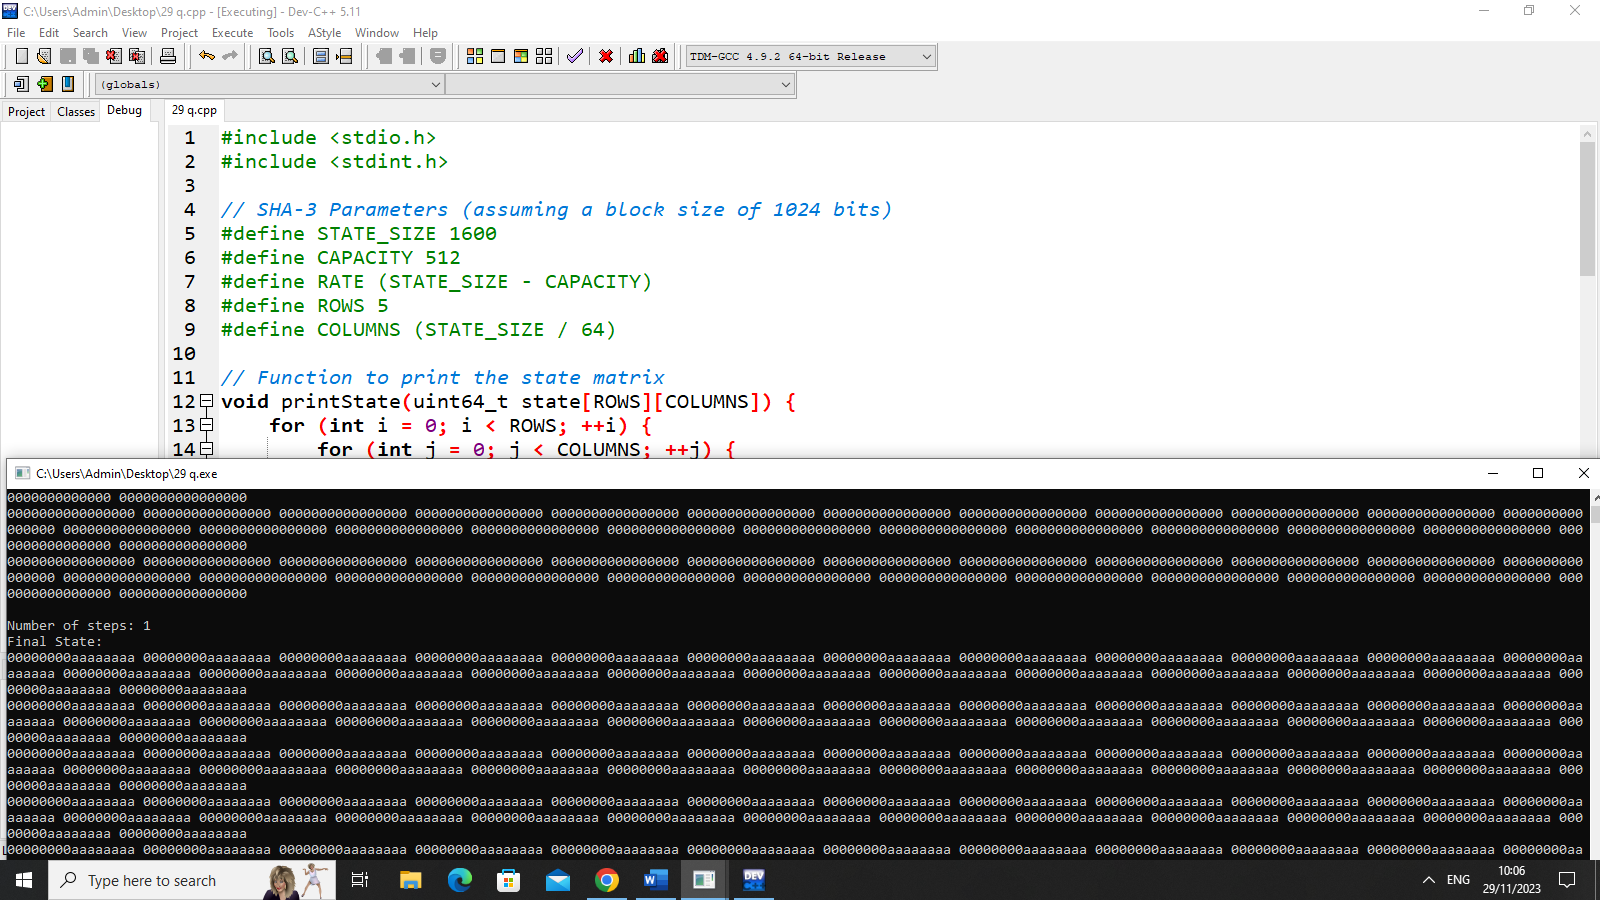 C:\Users\Admin\Desktop\29 q.cpp - [Executing] - Dev-C++ 5.11
File Edit Search View Project Execute Tools AStyle Window Help
TDM-GCC 4.9.2 64-bit Release
(globals)
Project Classes Debug 29 q.cpp
1 #include <stdio.h>
2 #include <stdint.h>
3
4 // SHA-3 Parameters (assuming a block size of 1024 bits)
5 #define STATE_SIZE 1600
6 #define CAPACITY 512
7 #define RATE (STATE_SIZE - CAPACITY)
8 #define ROWS 5
9 #define COLUMNS (STATE_SIZE / 64)
10
11 // Function to print the state matrix
12 void printState(uint64_t state[ROWS][COLUMNS]) {
13 for (int i = 0; i < ROWS; ++i) {
14 for (int j = 0; j < COLUMNS; ++j) {
C:\Users\Admin\Desktop\29 q.exe
0000000000000 0000000000000000
0000000000000000 0000000000000000 0000000000000000 0000000000000000 0000000000000000 0000000000000000 0000000000000000 0000000000000000 0000000000000000 0000000000000000 0000000000000000 0000000000
000000 0000000000000000 0000000000000000 0000000000000000 0000000000000000 0000000000000000 0000000000000000 0000000000000000 0000000000000000 0000000000000000 0000000000000000 0000000000000000 000
0000000000000 0000000000000000
0000000000000000 0000000000000000 0000000000000000 0000000000000000 0000000000000000 0000000000000000 0000000000000000 0000000000000000 0000000000000000 0000000000000000 0000000000000000 0000000000
000000 0000000000000000 0000000000000000 0000000000000000 0000000000000000 0000000000000000 0000000000000000 0000000000000000 0000000000000000 0000000000000000 0000000000000000 0000000000000000 000
0000000000000 0000000000000000
Number of steps: 1
Final State:
00000000aaaaaaaa 00000000aaaaaaaa 00000000aaaaaaaa 00000000aaaaaaaa 00000000aaaaaaaa 00000000aaaaaaaa 00000000aaaaaaaa 00000000aaaaaaaa 00000000aaaaaaaa 00000000aaaaaaaa 00000000aaaaaaaa 00000000aa
aaaaaa 00000000aaaaaaaa 00000000aaaaaaaa 00000000aaaaaaaa 00000000aaaaaaaa 00000000aaaaaaaa 00000000aaaaaaaa 00000000aaaaaaaa 00000000aaaaaaaa 00000000aaaaaaaa 00000000aaaaaaaa 00000000aaaaaaaa 000
00000aaaaaaaa 00000000aaaaaaaa
00000000aaaaaaaa 00000000aaaaaaaa 00000000aaaaaaaa 00000000aaaaaaaa 00000000aaaaaaaa 00000000aaaaaaaa 00000000aaaaaaaa 00000000aaaaaaaa 00000000aaaaaaaa 00000000aaaaaaaa 00000000aaaaaaaa 00000000aa
aaaaaa 00000000aaaaaaaa 00000000aaaaaaaa 00000000aaaaaaaa 00000000aaaaaaaa 00000000aaaaaaaa 00000000aaaaaaaa 00000000aaaaaaaa 00000000aaaaaaaa 00000000aaaaaaaa 00000000aaaaaaaa 00000000aaaaaaaa 000
00000aaaaaaaa 00000000aaaaaaaa
00000000aaaaaaaa 00000000aaaaaaaa 00000000aaaaaaaa 00000000aaaaaaaa 00000000aaaaaaaa 00000000aaaaaaaa 00000000aaaaaaaa 00000000aaaaaaaa 00000000aaaaaaaa 00000000aaaaaaaa 00000000aaaaaaaa 00000000aa
aaaaaa 00000000aaaaaaaa 00000000aaaaaaaa 00000000aaaaaaaa 00000000aaaaaaaa 00000000aaaaaaaa 00000000aaaaaaaa 00000000aaaaaaaa 00000000aaaaaaaa 00000000aaaaaaaa 00000000aaaaaaaa 00000000aaaaaaaa 000
00000aaaaaaaa 00000000aaaaaaaa
00000000aaaaaaaa 00000000aaaaaaaa 00000000aaaaaaaa 00000000aaaaaaaa 00000000aaaaaaaa 00000000aaaaaaaa 00000000aaaaaaaa 00000000aaaaaaaa 00000000aaaaaaaa 00000000aaaaaaaa 00000000aaaaaaaa 00000000aa
aaaaaa 00000000aaaaaaaa 00000000aaaaaaaa 00000000aaaaaaaa 00000000aaaaaaaa 00000000aaaaaaaa 00000000aaaaaaaa 00000000aaaaaaaa 00000000aaaaaaaa 00000000aaaaaaaa 00000000aaaaaaaa 00000000aaaaaaaa 000
00000aaaaaaaa 00000000aaaaaaaa
00000000aaaaaaaa 00000000aaaaaaaa 00000000aaaaaaaa 00000000aaaaaaaa 00000000aaaaaaaa 00000000aaaaaaaa 00000000aaaaaaaa 00000000aaaaaaaa 00000000aaaaaaaa 00000000aaaaaaaa 00000000aaaaaaaa 00000000aa
Type here to search
ENG
10:06
29/11/2023